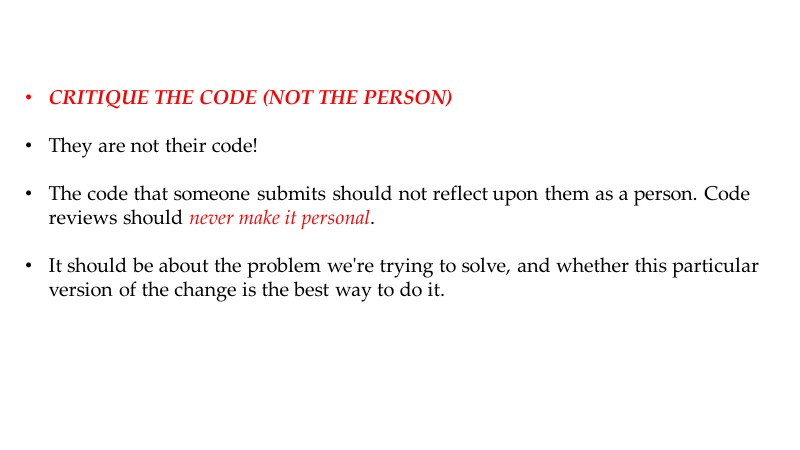 • CRITIQUE THE CODE (NOT THE PERSON)
• They are not their code!
• The code that someone submits should not reflect upon them as a person. Code
reviews should never make it personal.
• It should be about the problem we're trying to solve, and whether this particular
version of the change is the best way to do it.